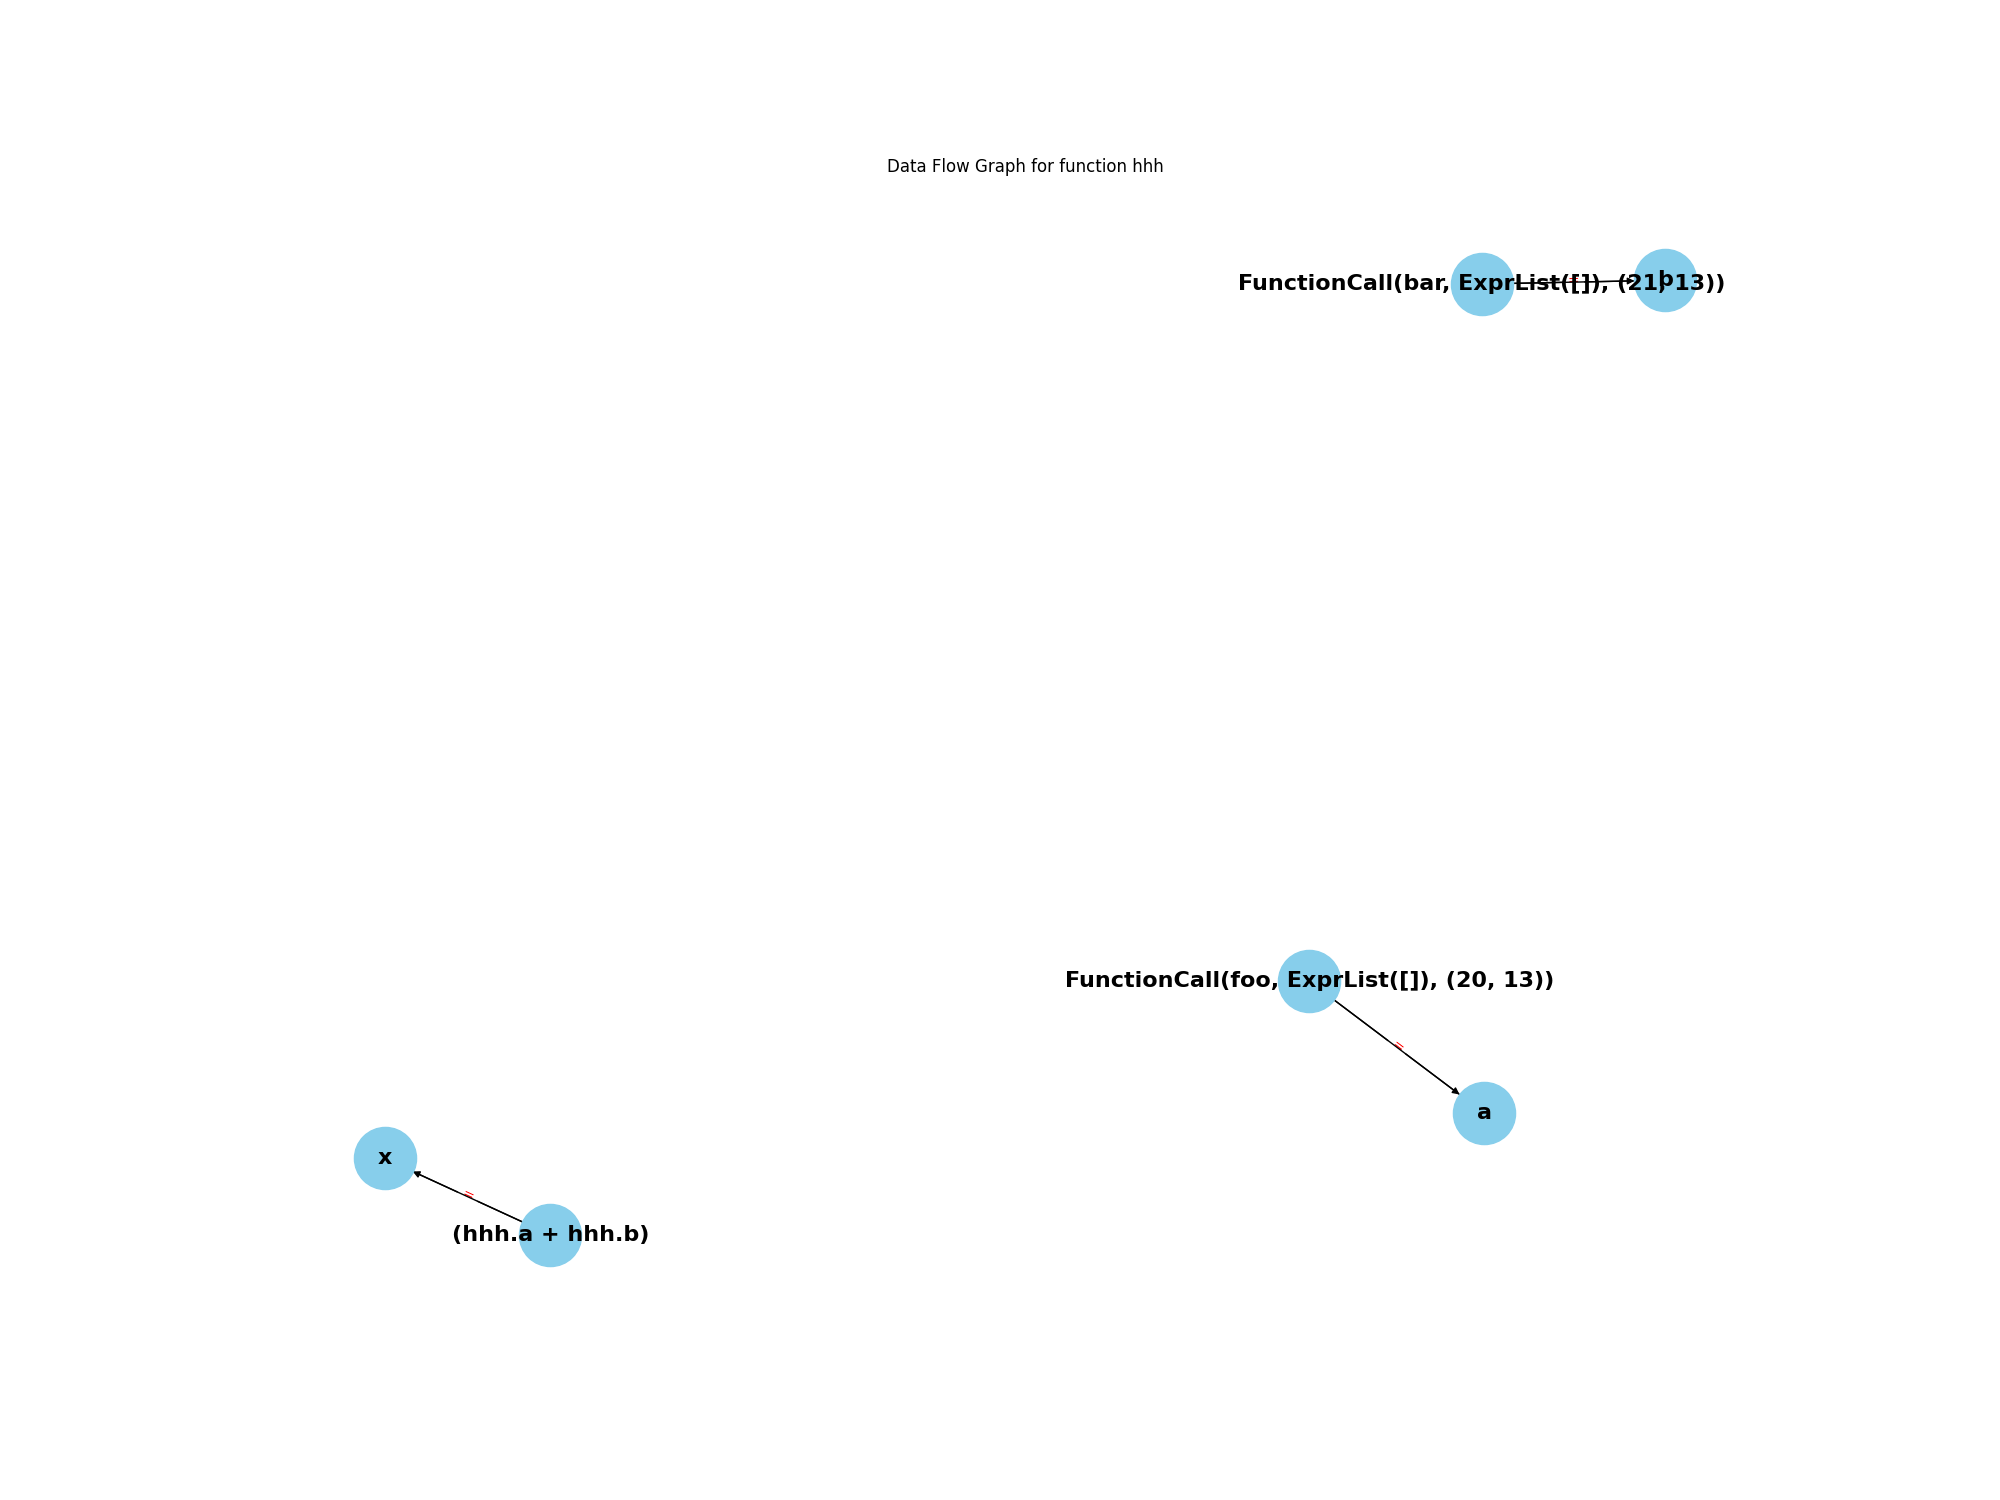 Data Flow Graph for function hhh
FunctionCall(bar, ExprList([]), (21, 13))
=
b
FunctionCall(foo, ExprList([]), (20, 13))
=
a
x
=
(hhh.a + hhh.b)